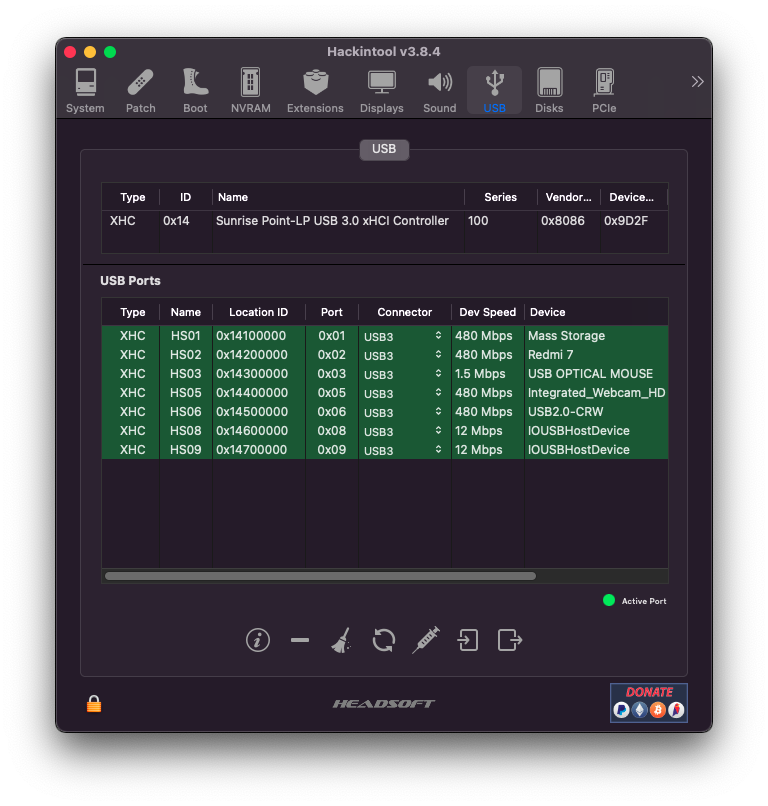 Hackintool v3.8.4
System Patch Boot NVRAM Extensions Displays Sound USB Disks PCIe
USB
Type ID Name Series Vendor... Device...
XHC 0x14 Sunrise Point-LP USB 3.0 xHCI Controller 100 0x8086 0x9D2F
USB Ports
Type Name Location ID Port Connector Dev Speed Device
XHC HS01 0x14100000 0x01 USB3 480 Mbps Mass Storage
XHC HS02 0x14200000 0x02 USB3 480 Mbps Redmi 7
XHC HS03 0x14300000 0x03 USB3 1.5 Mbps USB OPTICAL MOUSE
XHC HS05 0x14400000 0x05 USB3 480 Mbps Integrated_Webcam_HD
XHC HS06 0x14500000 0x06 USB3 480 Mbps USB2.0-CRW
XHC HS08 0x14600000 0x08 USB3 12 Mbps IOUSBHostDevice
XHC HS09 0x14700000 0x09 USB3 12 Mbps IOUSBHostDevice
Active Port
HEADSOFT
DONATE